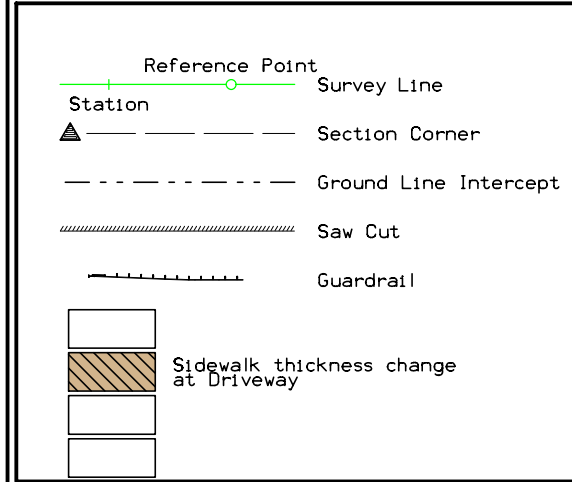 Reference Point
Survey Line
Station
Section Corner
Ground Line Intercept
Saw Cut
Guardrail
Sidewalk thickness change
at Driveway